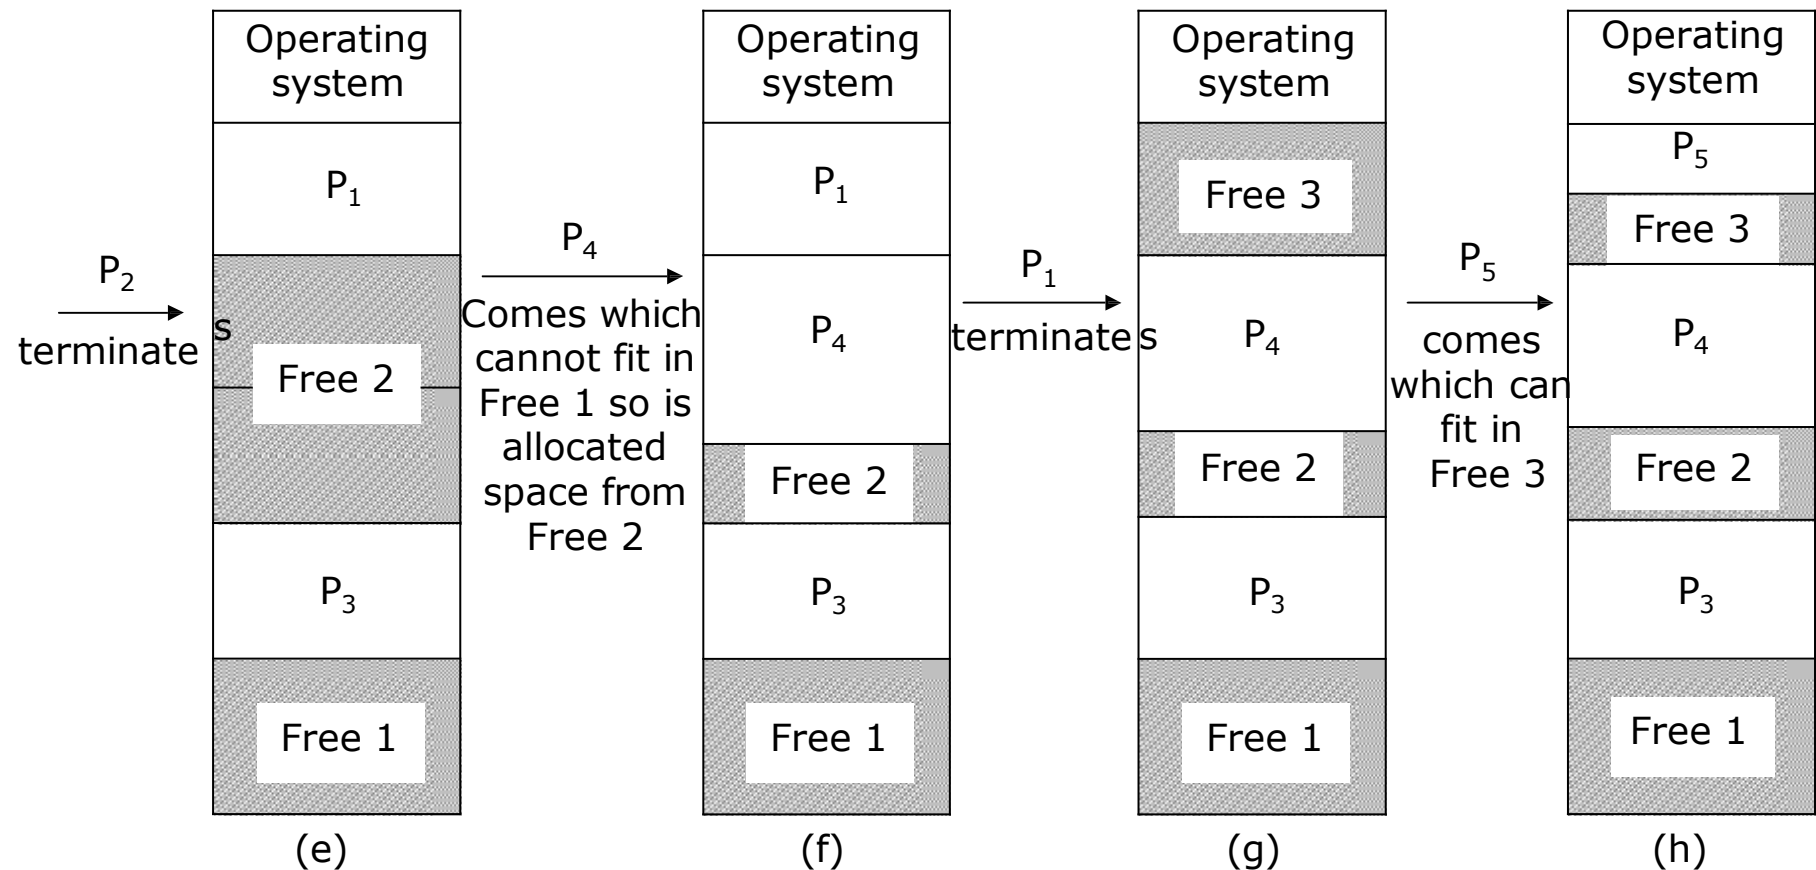 P2
terminates
Operating
system
P1
Free 2
P3
Free 1
(e)
P4
Comes which
cannot fit in
Free 1 so is
allocated
space from
Free 2
Operating
system
P1
P4
Free 2
P3
Free 1
(f)
P1
terminates
Operating
system
Free 3
P4
Free 2
P3
Free 1
(g)
P5
comes
which can
fit in
Free 3
Operating
system
P5
Free 3
P4
Free 2
P3
Free 1
(h)